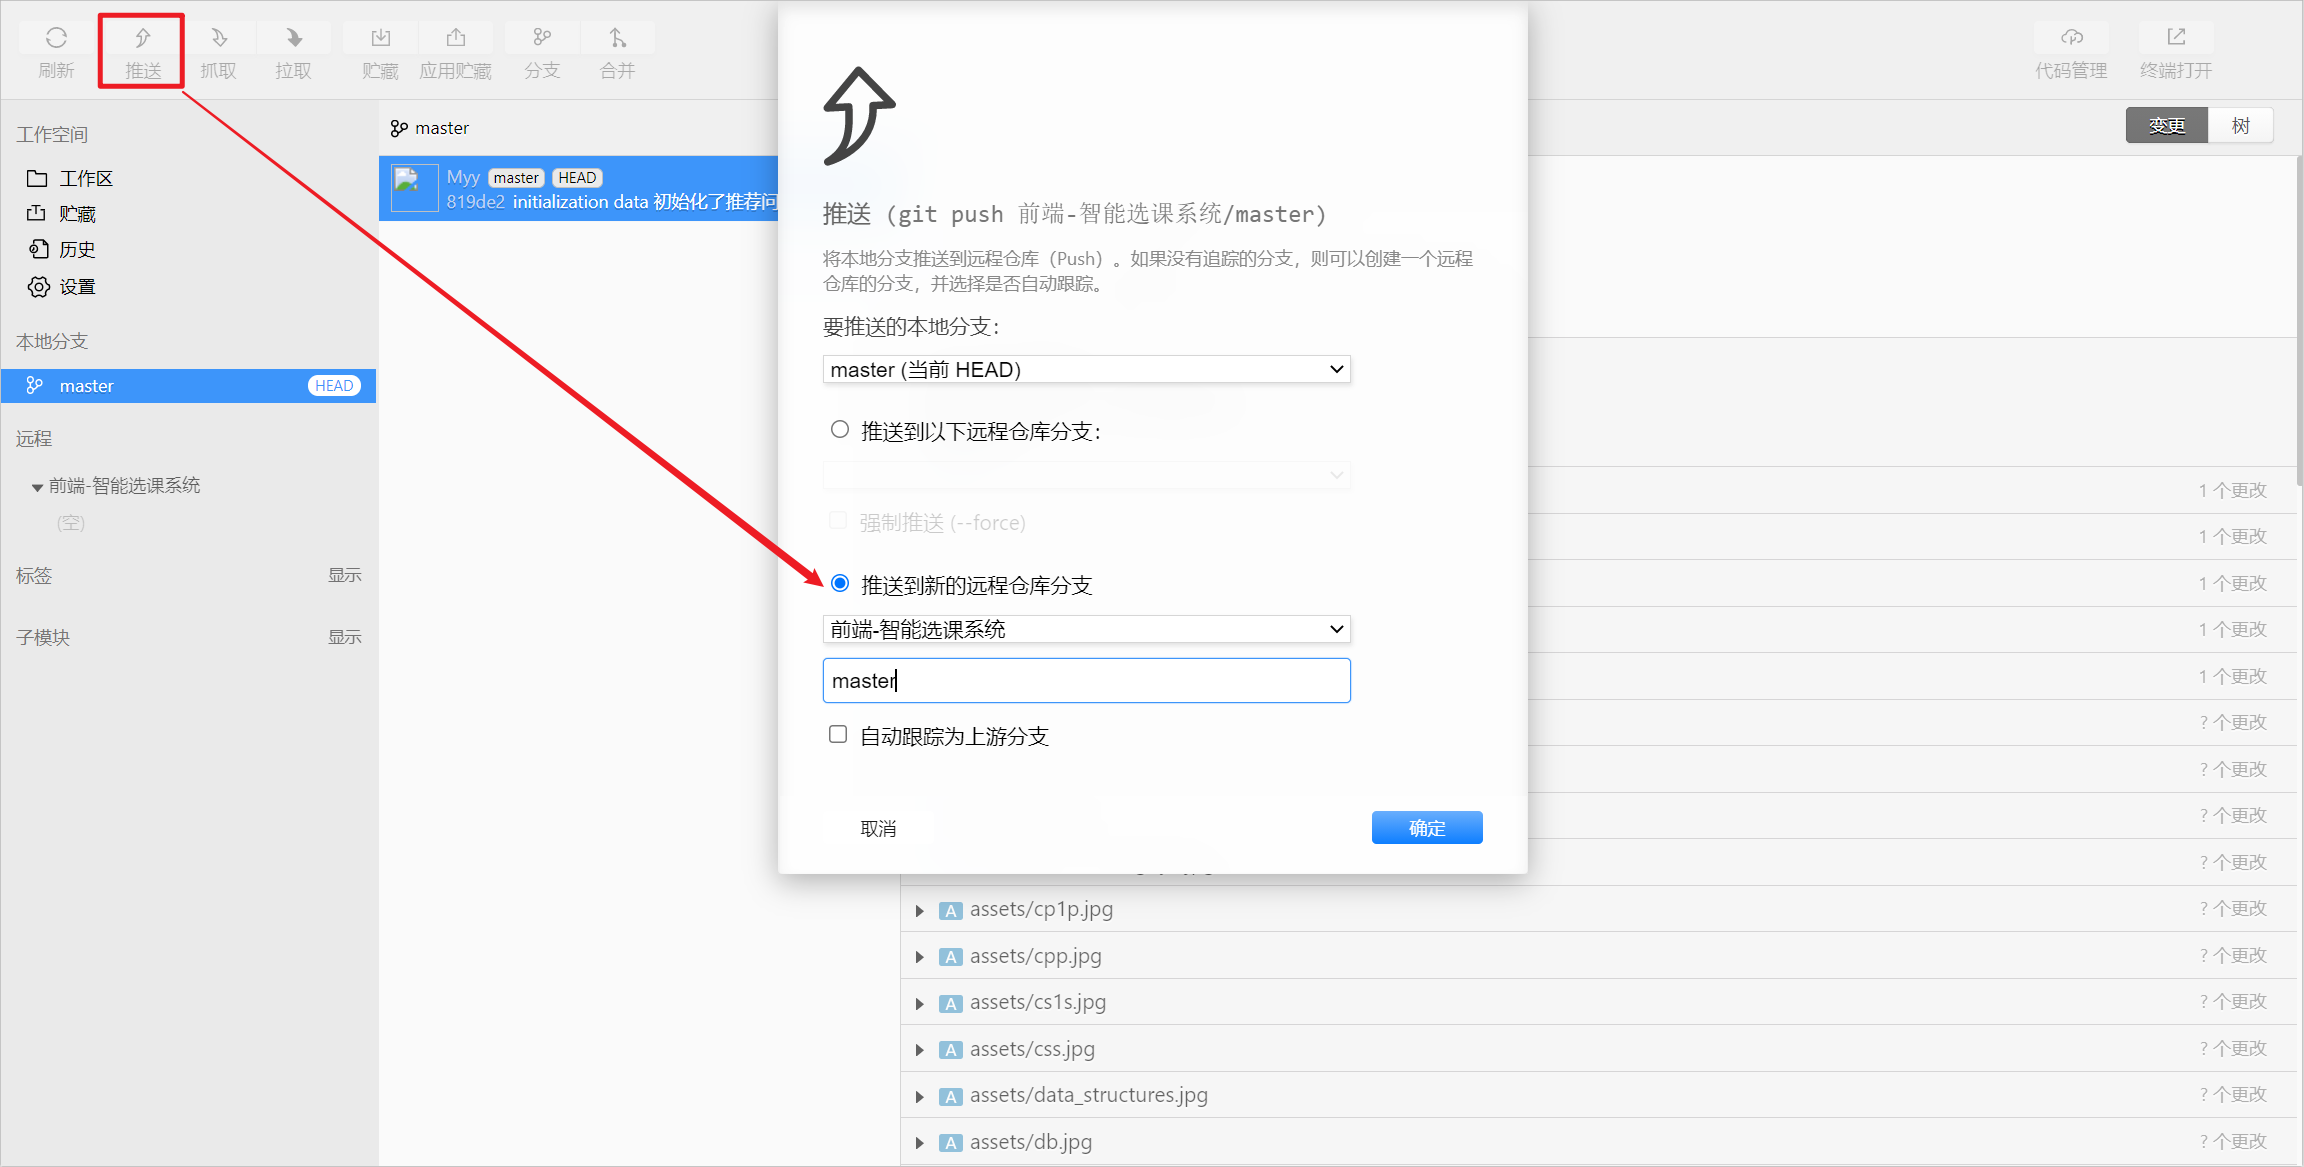 刷新 推送 抓取 拉取 贮藏 应用贮藏 分支 合并 代码管理 终端打开
工作空间
工作区
贮藏
历史
设置
本地分支
master HEAD
远程
前端-智能选课系统
(空)
标签 显示
子模块 显示
master
变更 树
Myy master HEAD
819de2 initialization data 初始化了推荐问
推送 (git push 前端-智能选课系统/master)
将本地分支推送到远程仓库（Push）。如果没有追踪的分支，则可以创建一个远程
仓库的分支，并选择是否自动跟踪。
要推送的本地分支：
master (当前 HEAD)
推送到以下远程仓库分支：
强制推送 (--force)
推送到新的远程仓库分支
前端-智能选课系统
master
自动跟踪为上游分支
取消 确定
1 个更改
1 个更改
1 个更改
1 个更改
1 个更改
? 个更改
? 个更改
? 个更改
? 个更改
A assets/cp1p.jpg ? 个更改
A assets/cpp.jpg ? 个更改
A assets/cs1s.jpg ? 个更改
A assets/css.jpg ? 个更改
A assets/data_structures.jpg ? 个更改
A assets/db.jpg ? 个更改